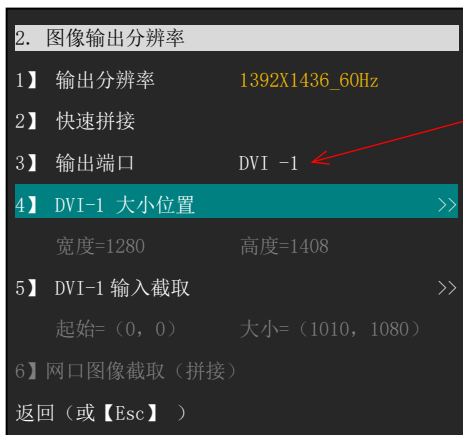 2. 图像输出分辨率
1】 输出分辨率 1392X1436_60Hz
2】 快速拼接
3】 输出端口 DVI -1
4】 DVI-1 大小位置 >>
宽度=1280 高度=1408
5】 DVI-1 输入截取 >>
起始=（0，0） 大小=（1010，1080）
6】网口图像截取（拼接）
返回（或【Esc】 ）